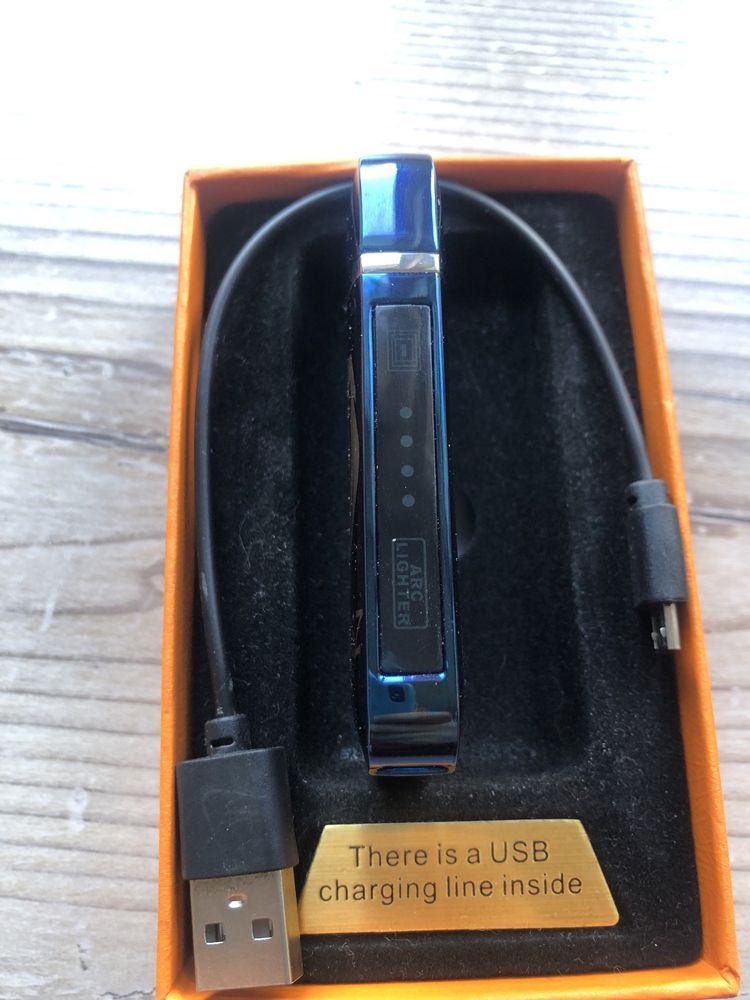 ARC
LIGHTER
There is a USB
charging line inside